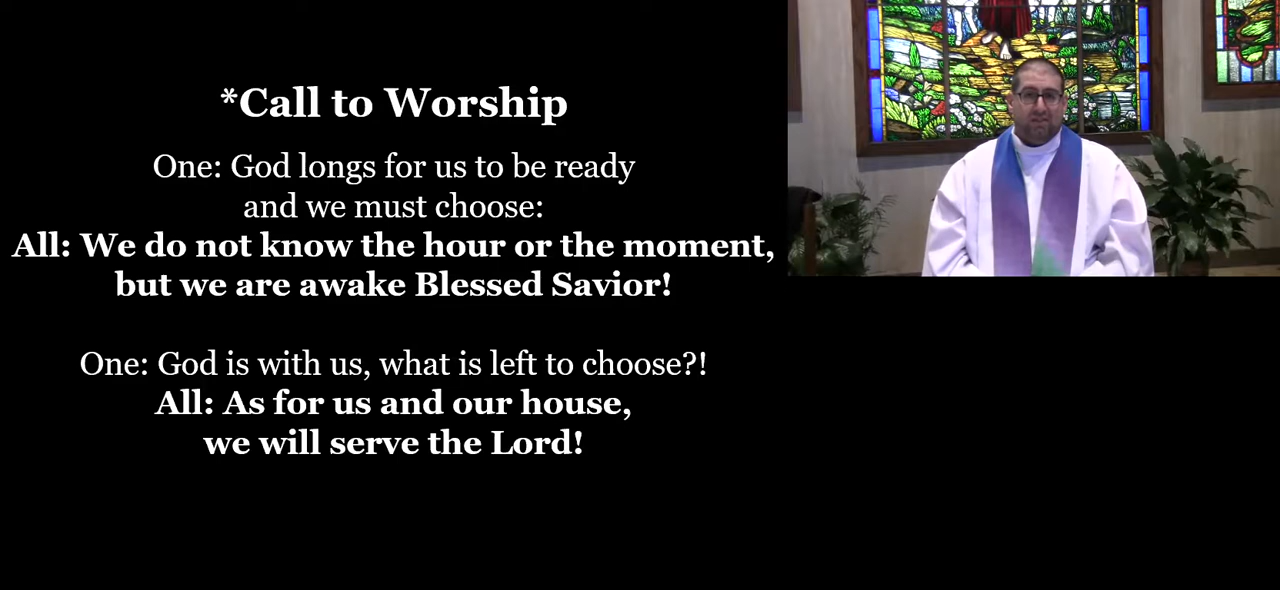 *Call to Worship
One: God longs for us to be ready
and we must choose:
All: We do not know the hour or the moment,
but we are awake Blessed Savior!
One: God is with us, what is left to choose?!
All: As for us and our house,
we will serve the Lord!